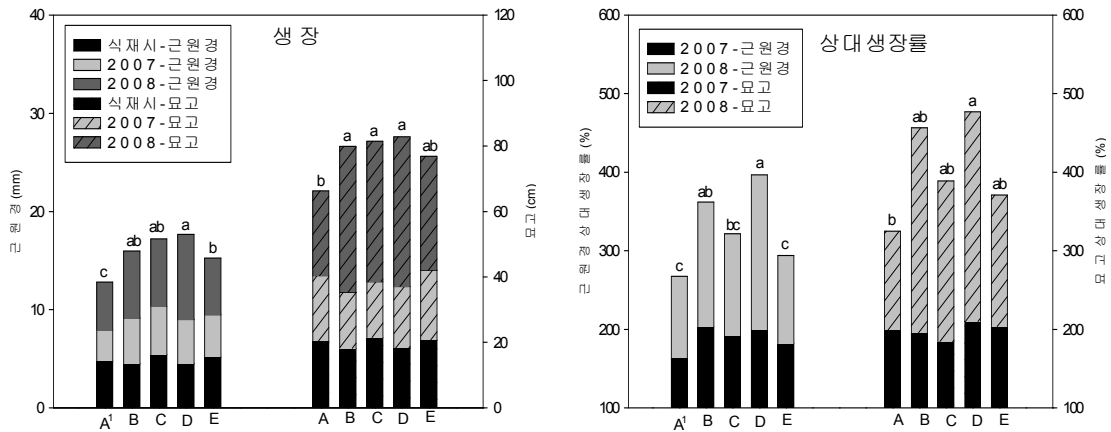 생장
식재시-근원경
2007-근원경
2008-근원경
식재시-묘고
2007-묘고
2008-묘고
근원경 (mm)
40
30
20
10
0
묘고 (cm)
120
100
80
60
40
20
0
c
ab
ab
a
b
b
a
a
a
ab
A¹ B C D E A B C D E
상대생장률
2007-근원경
2008-근원경
2007-묘고
2008-묘고
근원경상대생장률 (%)
600
500
400
300
200
100
묘고상대생장률 (%)
600
500
400
300
200
100
c
ab
bc
a
c
b
ab
ab
a
ab
A¹ B C D E A B C D E